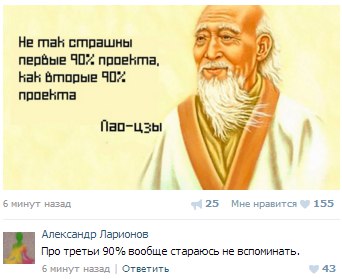 Не так страшны
первые 90% проекта,
как вторые 90%
проекта
Лао-цзы
6 минут назад
25
Мне нравится
155
Александр Ларионов
Про третьи 90% вообще стараюсь не вспоминать.
6 минут назад | Ответить
43